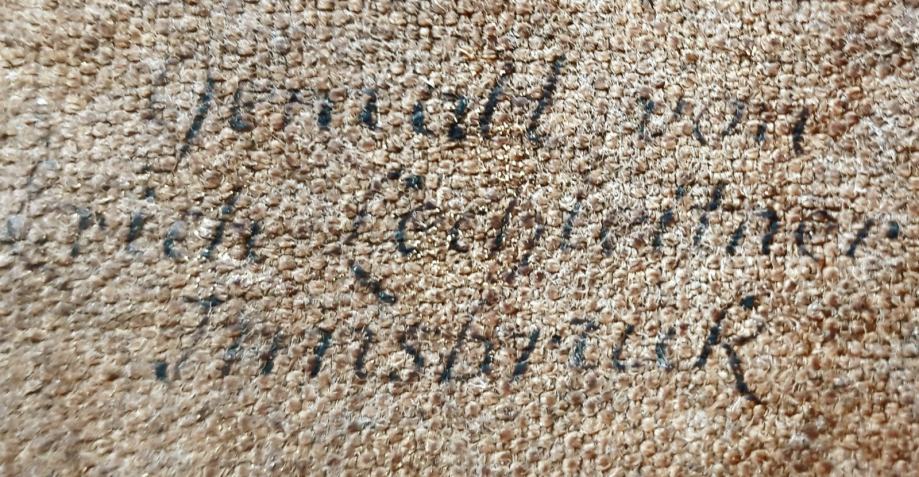 gemalt von
Erich Lechleitner
Innsbruck